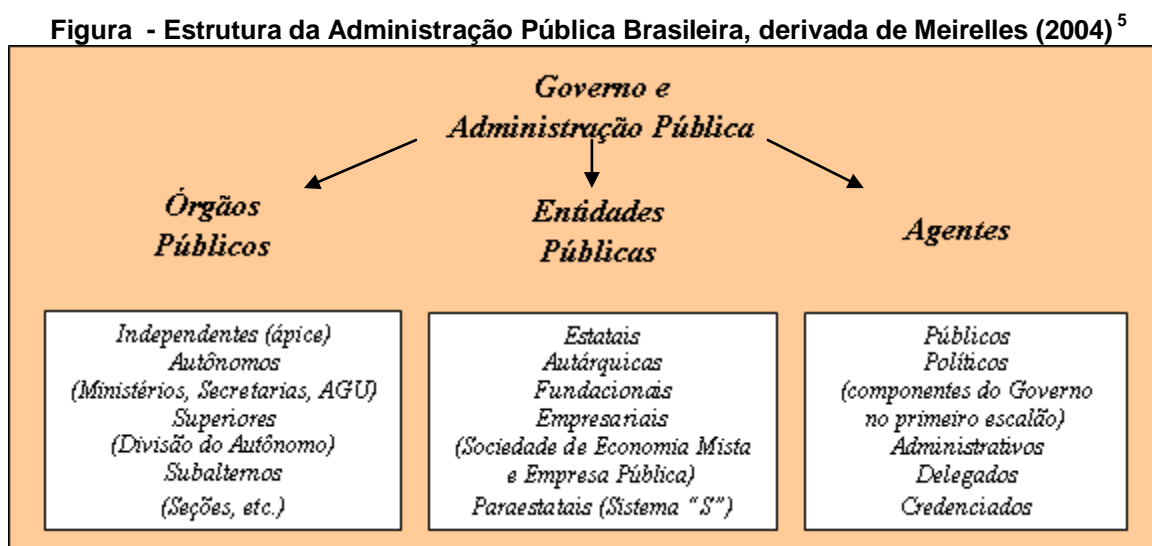 Figura - Estrutura da Administração Pública Brasileira, derivada de Meirelles (2004) 5
Governo e
Administração Pública
Órgãos
Públicos
Entidades
Públicas
Agentes
Independentes (ápice)
Autônomos
(Ministérios, Secretarias, AGU)
Superiores
(Divisão do Autônomo)
Subalternos
(Seções, etc.)
Estatais
Autárquicas
Fundacionais
Empresariais
(Sociedade de Economia Mista
e Empresa Pública)
Paraestatais (Sistema "S")
Públicos
Políticos
(componentes do Governo
no primeiro escalão)
Administrativos
Delegados
Credenciados